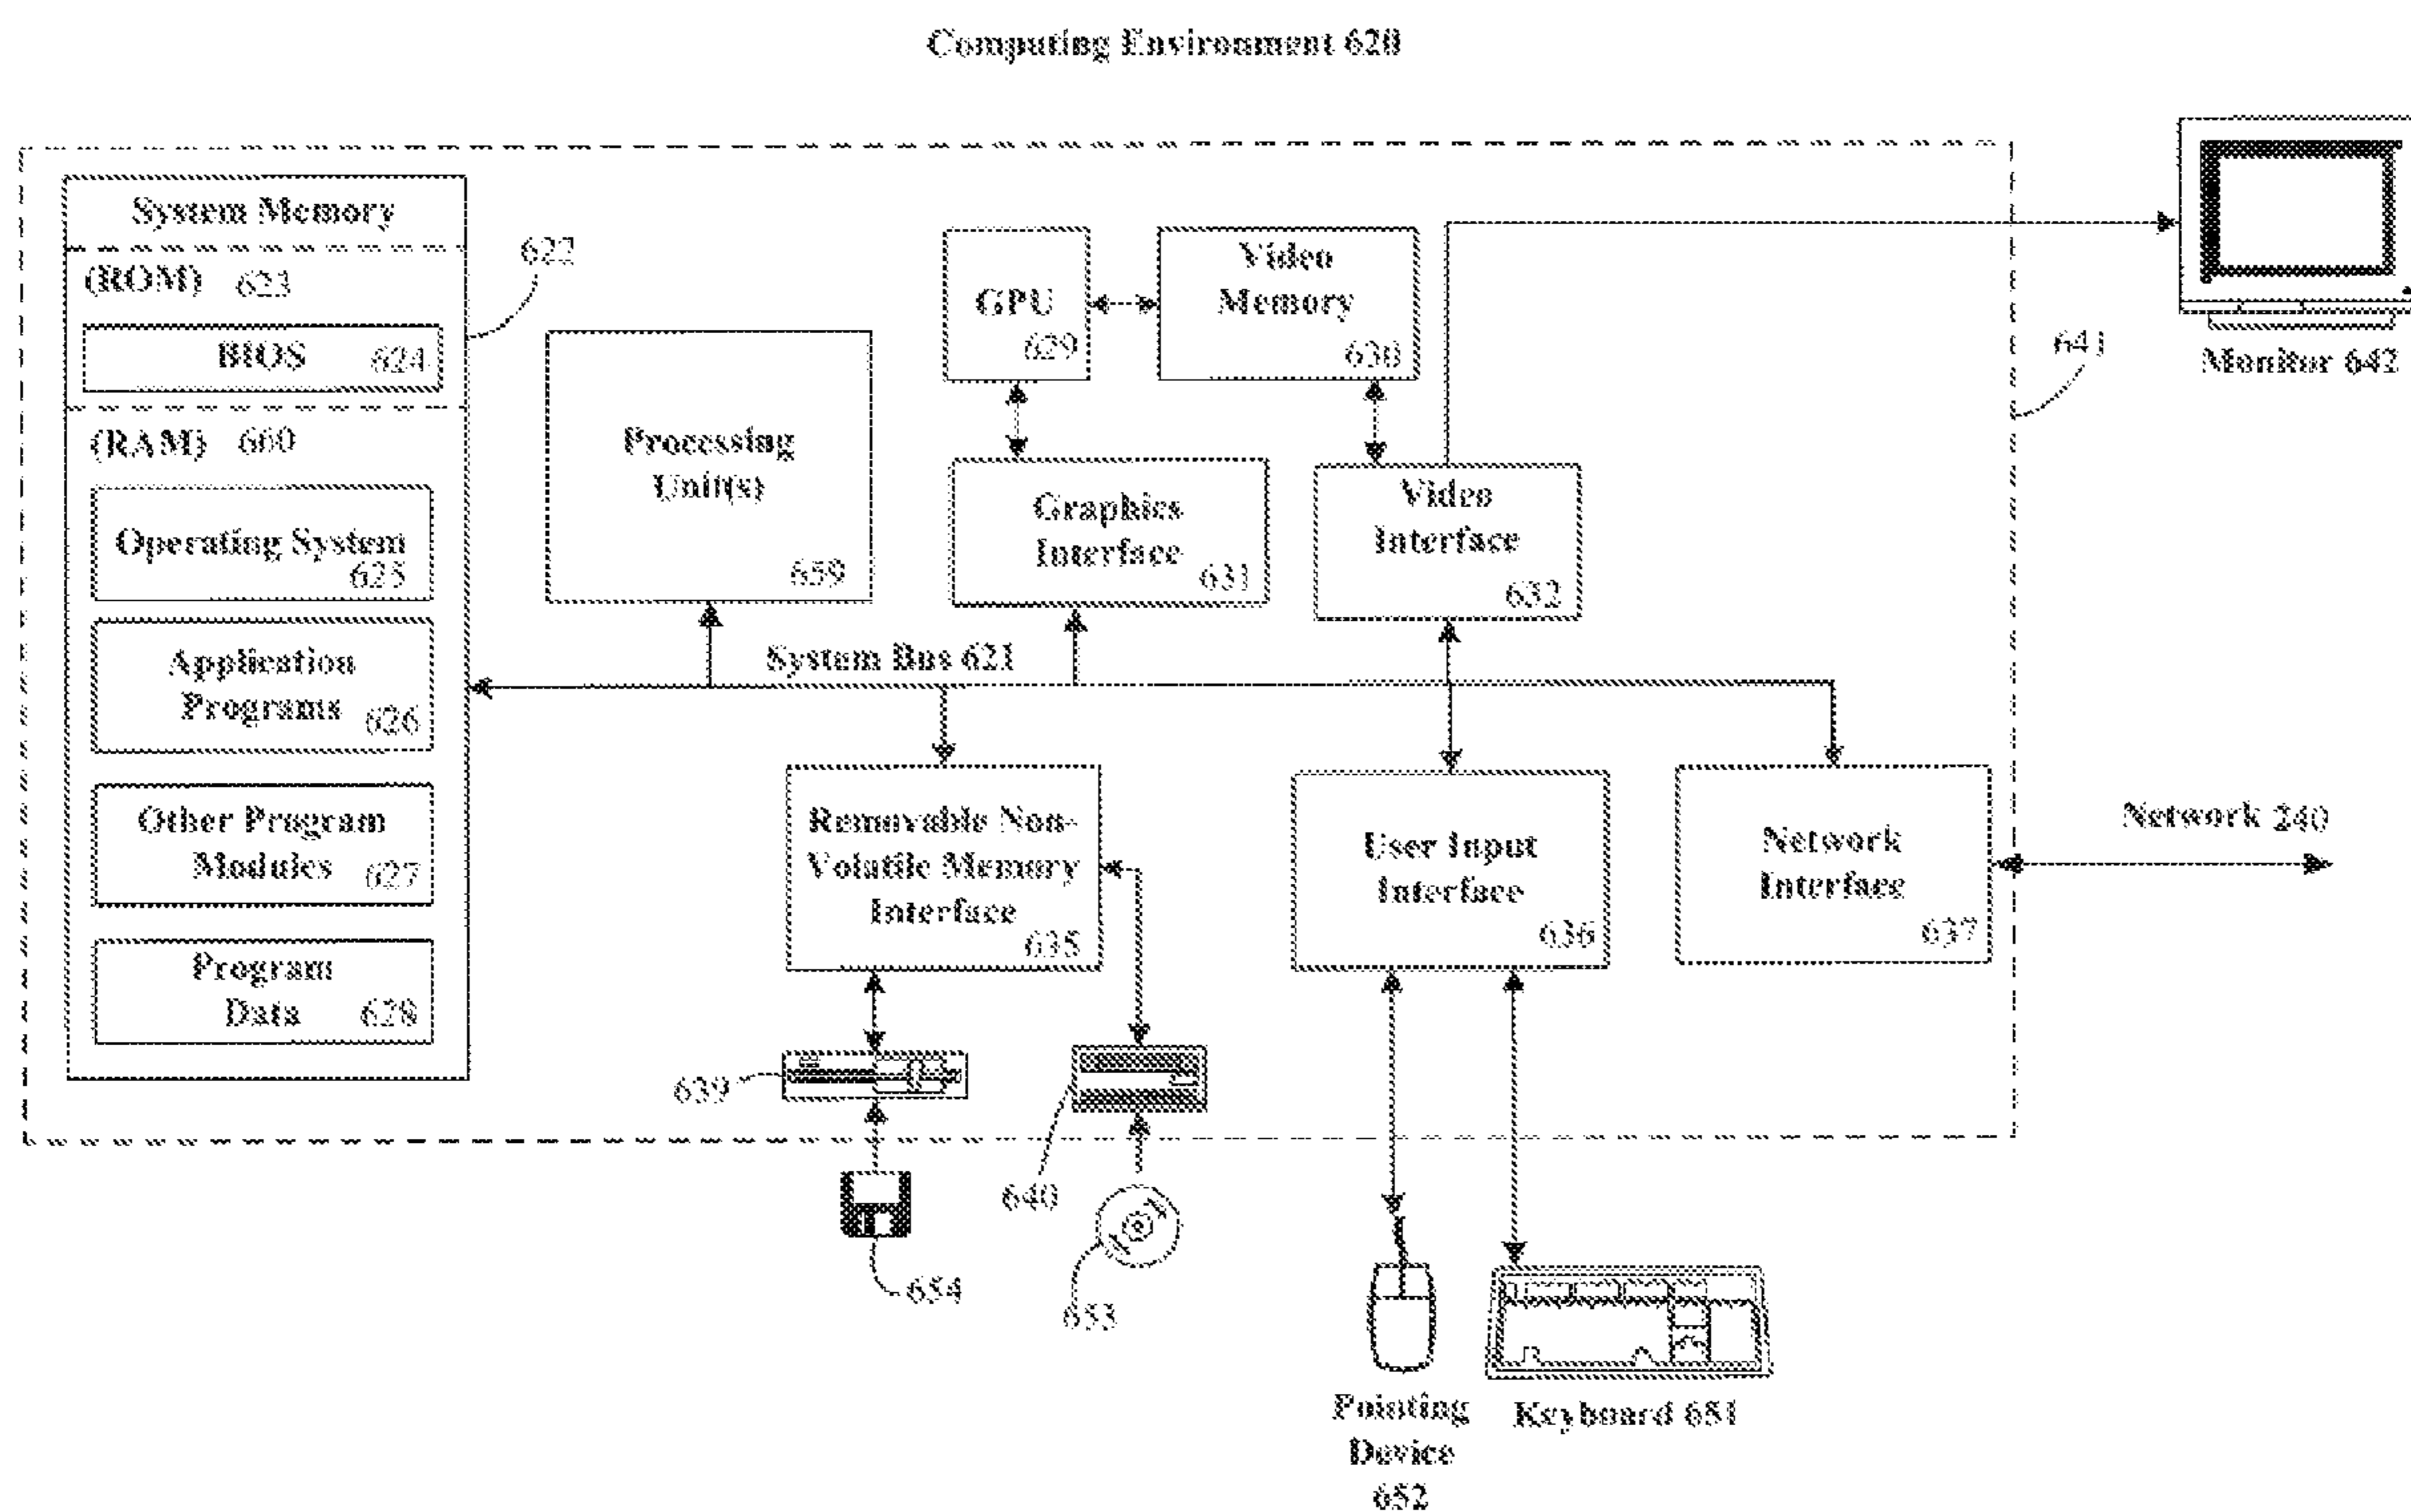 Computing Environment 620
System Memory
(ROM) 623
BIOS 624
622
(RAM) 660
Operating System
625
Application
Programs 626
Other Program
Modules 627
Program
Data 628
Processing
Unit(s)
659
GPU
629
Video
Memory
630
Graphics
Interface
631
Video
Interface
632
Monitor 642
641
System Bus 621
Removable Non-
Volatile Memory
Interface
635
User Input
Interface
636
Network
Interface
637
Network 240
639
640
654
653
Pointing
Device
652
Keyboard 651